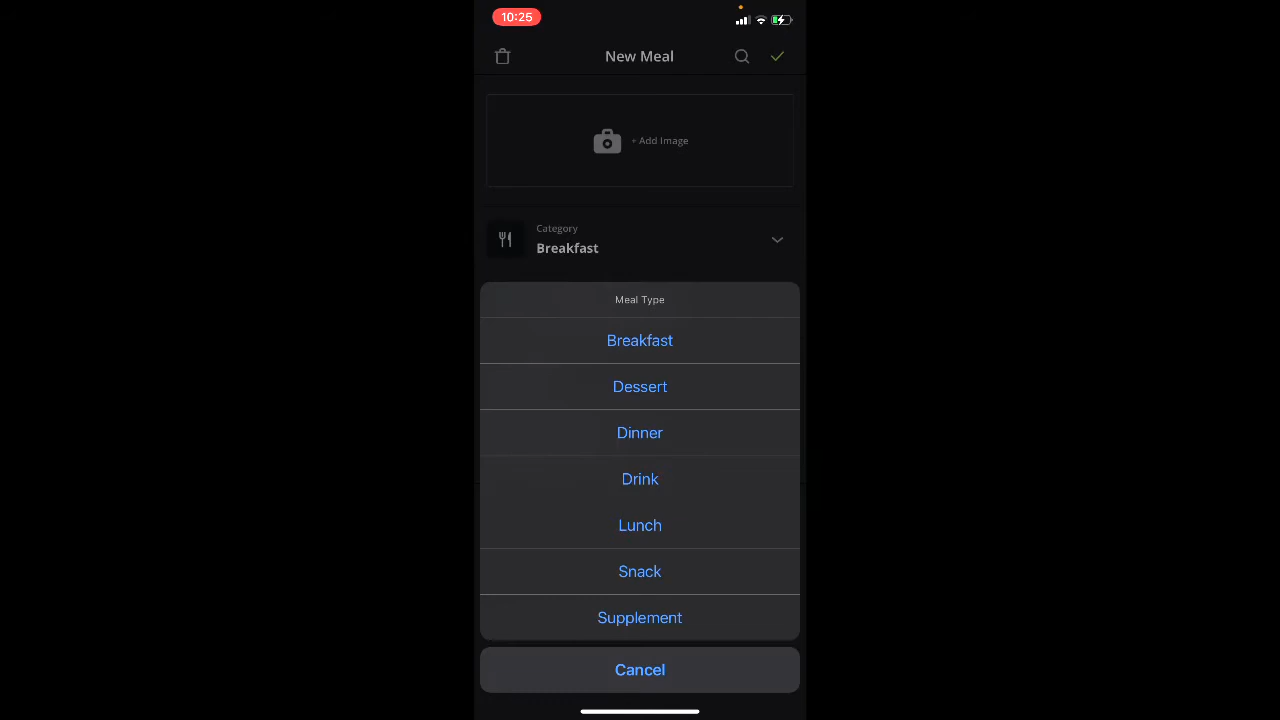 10:25
New Meal
+ Add Image
Category
Breakfast
Meal Type
Breakfast
Dessert
Dinner
Drink
Lunch
Snack
Supplement
Cancel